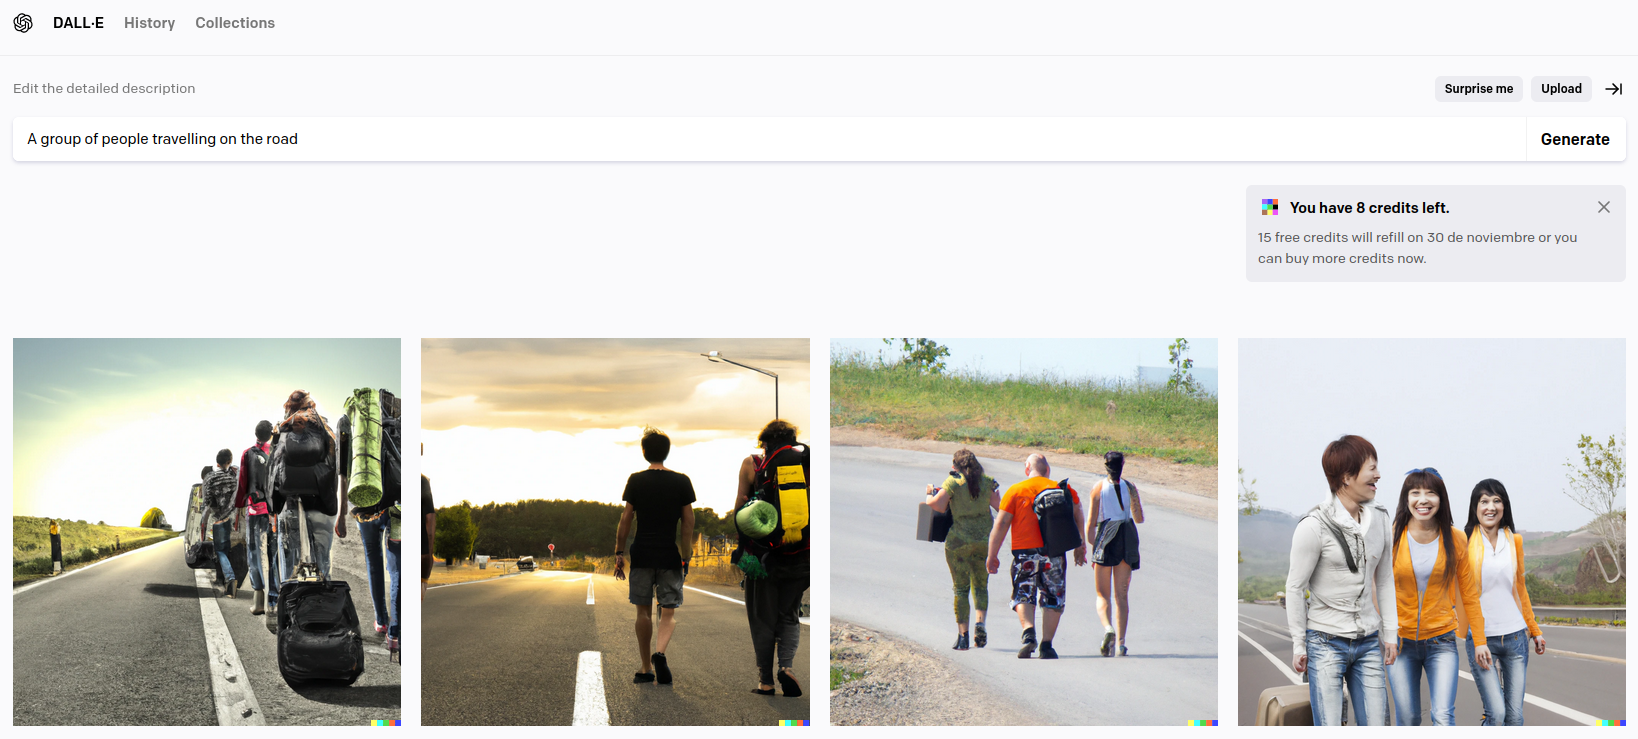 DALL·E History Collections
Edit the detailed description
Surprise me Upload
A group of people travelling on the road
Generate
You have 8 credits left.
15 free credits will refill on 30 de noviembre or you
can buy more credits now.